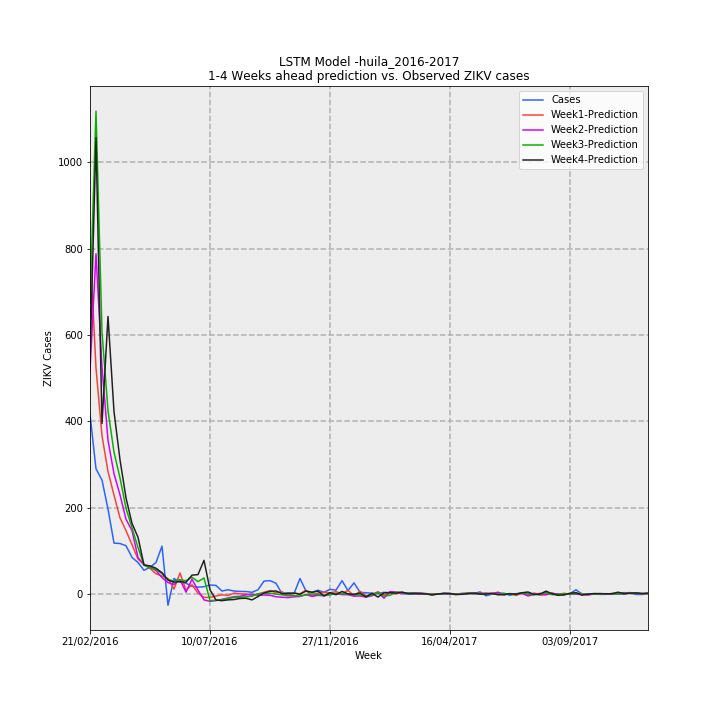 LSTM Model -huila_2016-2017
1-4 Weeks ahead prediction vs. Observed ZIKV cases
Cases
Week1-Prediction
Week2-Prediction
Week3-Prediction
Week4-Prediction
1000
800
600
400
200
0
ZIKV Cases
21/02/2016
10/07/2016
27/11/2016
16/04/2017
03/09/2017
Week